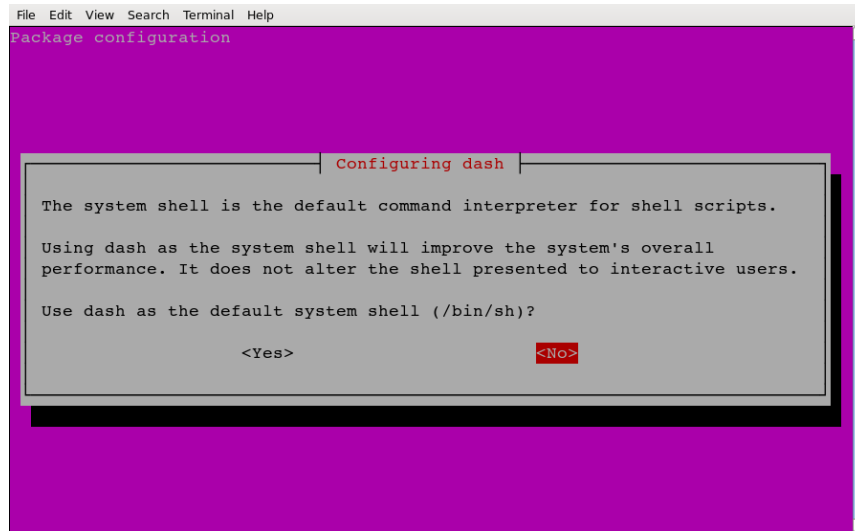 File Edit View Search Terminal Help
Package configuration
Configuring dash
The system shell is the default command interpreter for shell scripts.
Using dash as the system shell will improve the system's overall
performance. It does not alter the shell presented to interactive users.
Use dash as the default system shell (/bin/sh)?
<Yes> <No>